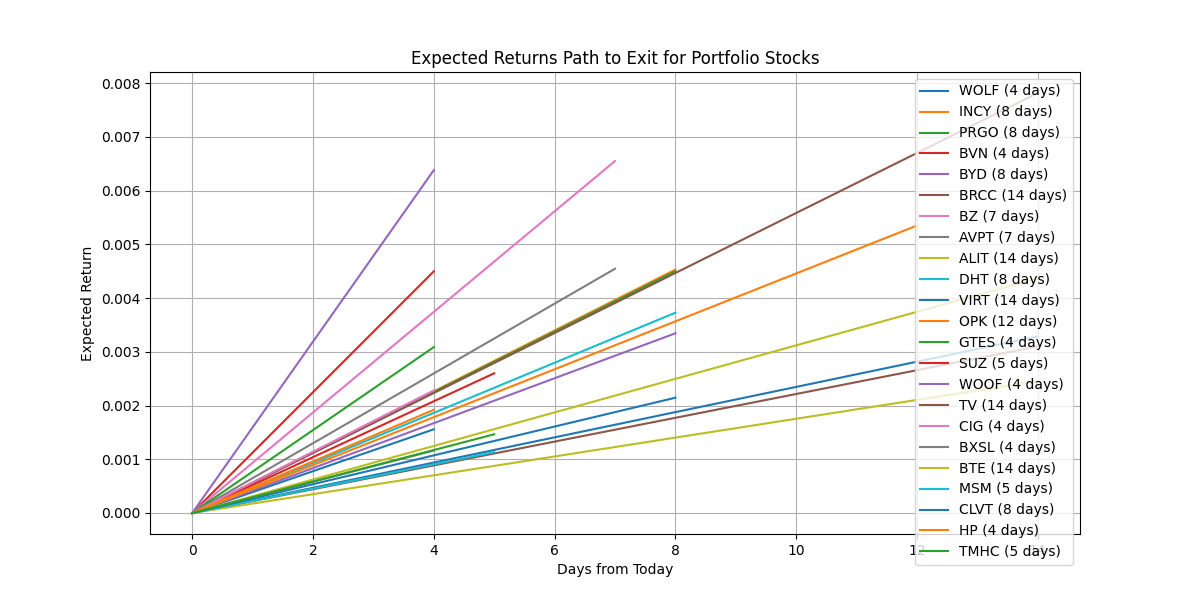 Expected Returns Path to Exit for Portfolio Stocks
Expected Return
0.008
0.007
0.006
0.005
0.004
0.003
0.002
0.001
0.000
0 2 4 6 8 10 12 14
Days from Today
WOLF (4 days)
INCY (8 days)
PRGO (8 days)
BVN (4 days)
BYD (8 days)
BRCC (14 days)
BZ (7 days)
AVPT (7 days)
ALIT (14 days)
DHT (8 days)
VIRT (14 days)
OPK (12 days)
GTES (4 days)
SUZ (5 days)
WOOF (4 days)
TV (14 days)
CIG (4 days)
BXSL (4 days)
BTE (14 days)
MSM (5 days)
CLVT (8 days)
HP (4 days)
TMHC (5 days)